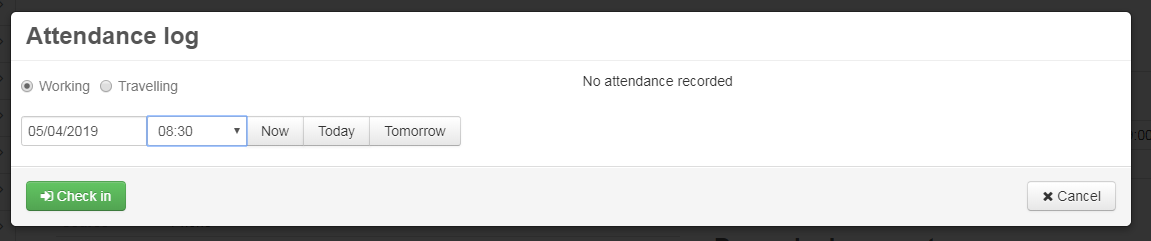 Attendance log
Working Travelling
No attendance recorded
05/04/2019 08:30 Now Today Tomorrow
Check in Cancel